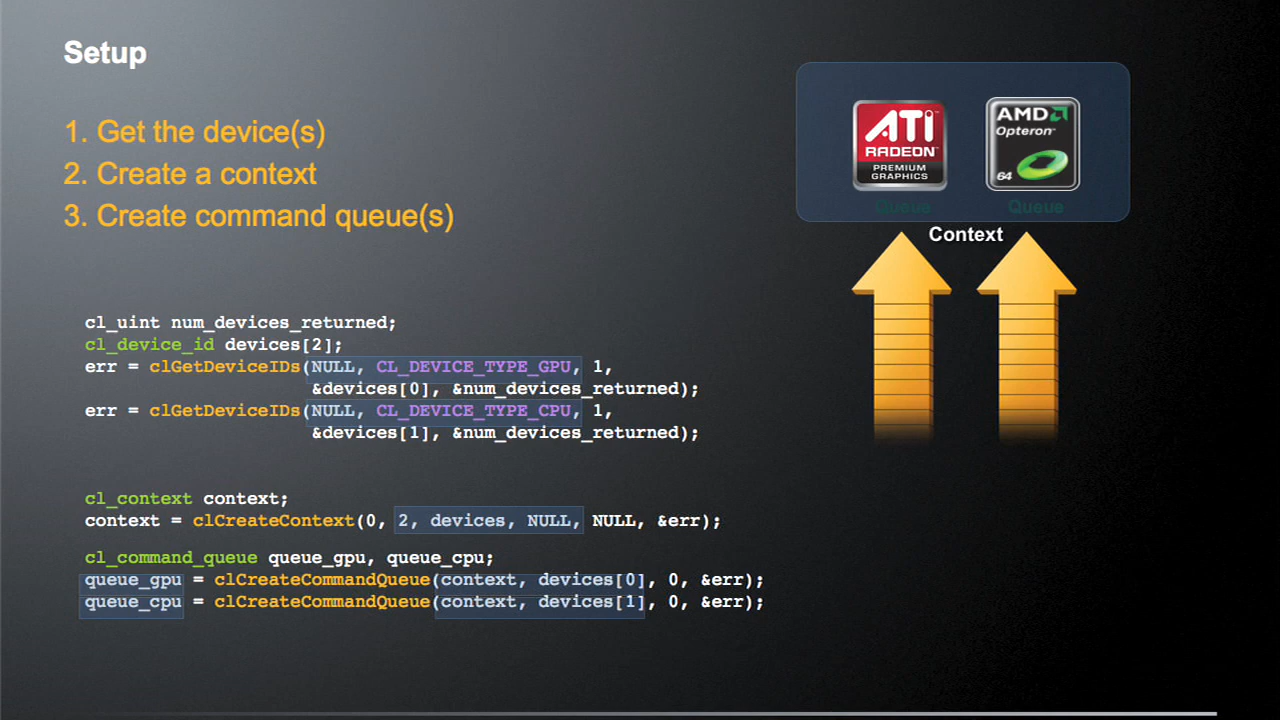 Setup
1. Get the device(s)
2. Create a context
3. Create command queue(s)
cl_uint num_devices_returned;
cl_device_id devices[2];
err = clGetDeviceIDs(NULL, CL_DEVICE_TYPE_GPU, 1,
&devices[0], &num_devices_returned);
err = clGetDeviceIDs(NULL, CL_DEVICE_TYPE_CPU, 1,
&devices[1], &num_devices_returned);
cl_context context;
context = clCreateContext(0, 2, devices, NULL, NULL, &err);
cl_command_queue queue_gpu, queue_cpu;
queue_gpu = clCreateCommandQueue(context, devices[0], 0, &err);
queue_cpu = clCreateCommandQueue(context, devices[1], 0, &err);
ATI
RADEON™
PREMIUM
GRAPHICS
AMD
Opteron™
64
Queue
Queue
Context